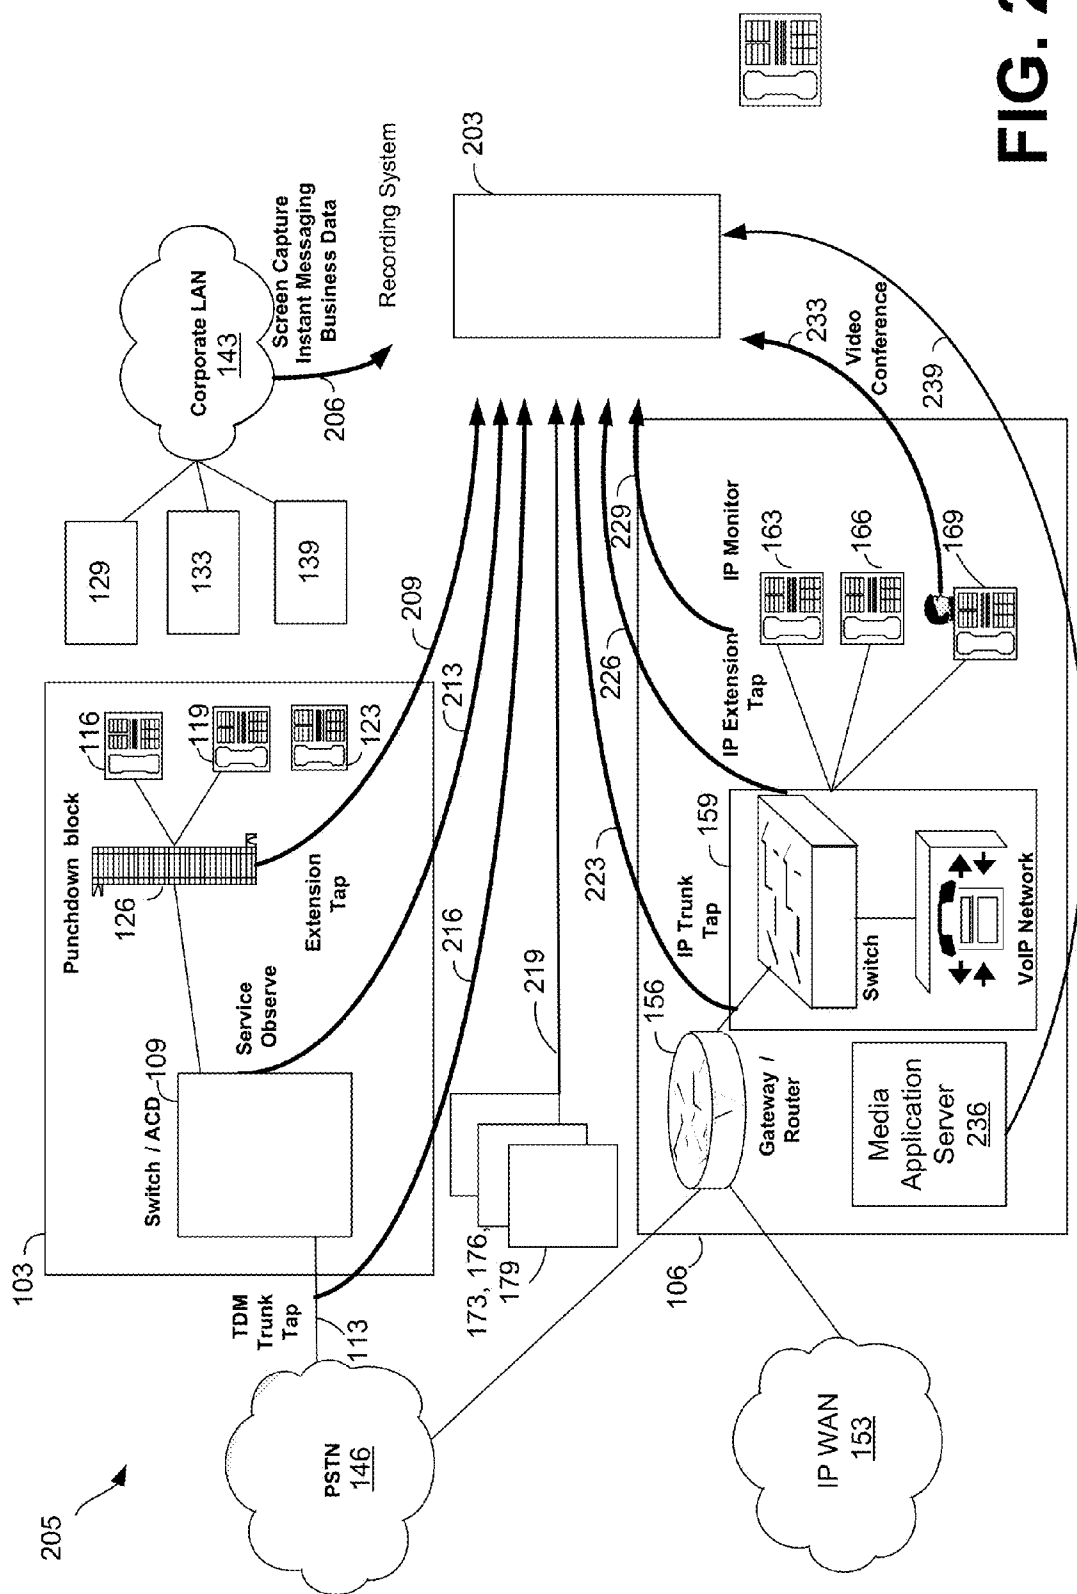 205
103
Switch / ACD
109
Punchdown block
126
116
119
123
129
133
139
Corporate LAN
143
Screen Capture
Instant Messaging
Business Data
206
Recording System
203
PSTN
146
TDM
Trunk
Tap
113
Service
Observe
Extension
Tap
209
213
216
173, 176,
179
219
106
156
Gateway /
Router
IP Trunk
Tap
159
Switch
VoIP Network
223
226
IP Extension
Tap
229
IP Monitor
163
166
169
233
Video
Conference
239
IP WAN
153
Media
Application
Server
236
FIG. 2